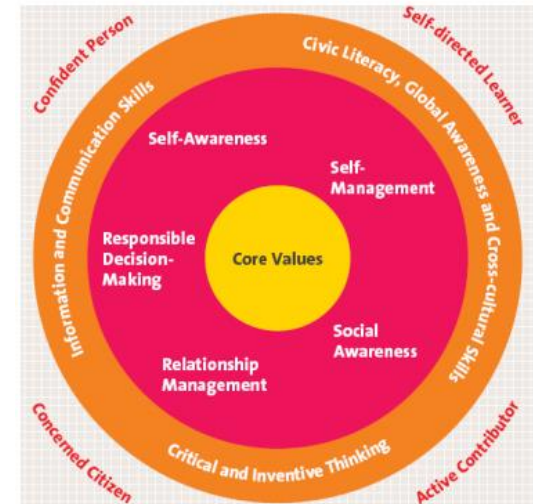 Confident Person
Self-directed Learner
Information and Communication Skills
Civic Literacy, Global Awareness and Cross-cultural Skills
Self-Awareness
Self-
Management
Responsible
Decision-
Making
Core Values
Social
Awareness
Relationship
Management
Critical and Inventive Thinking
Concerned Citizen
Active Contributor